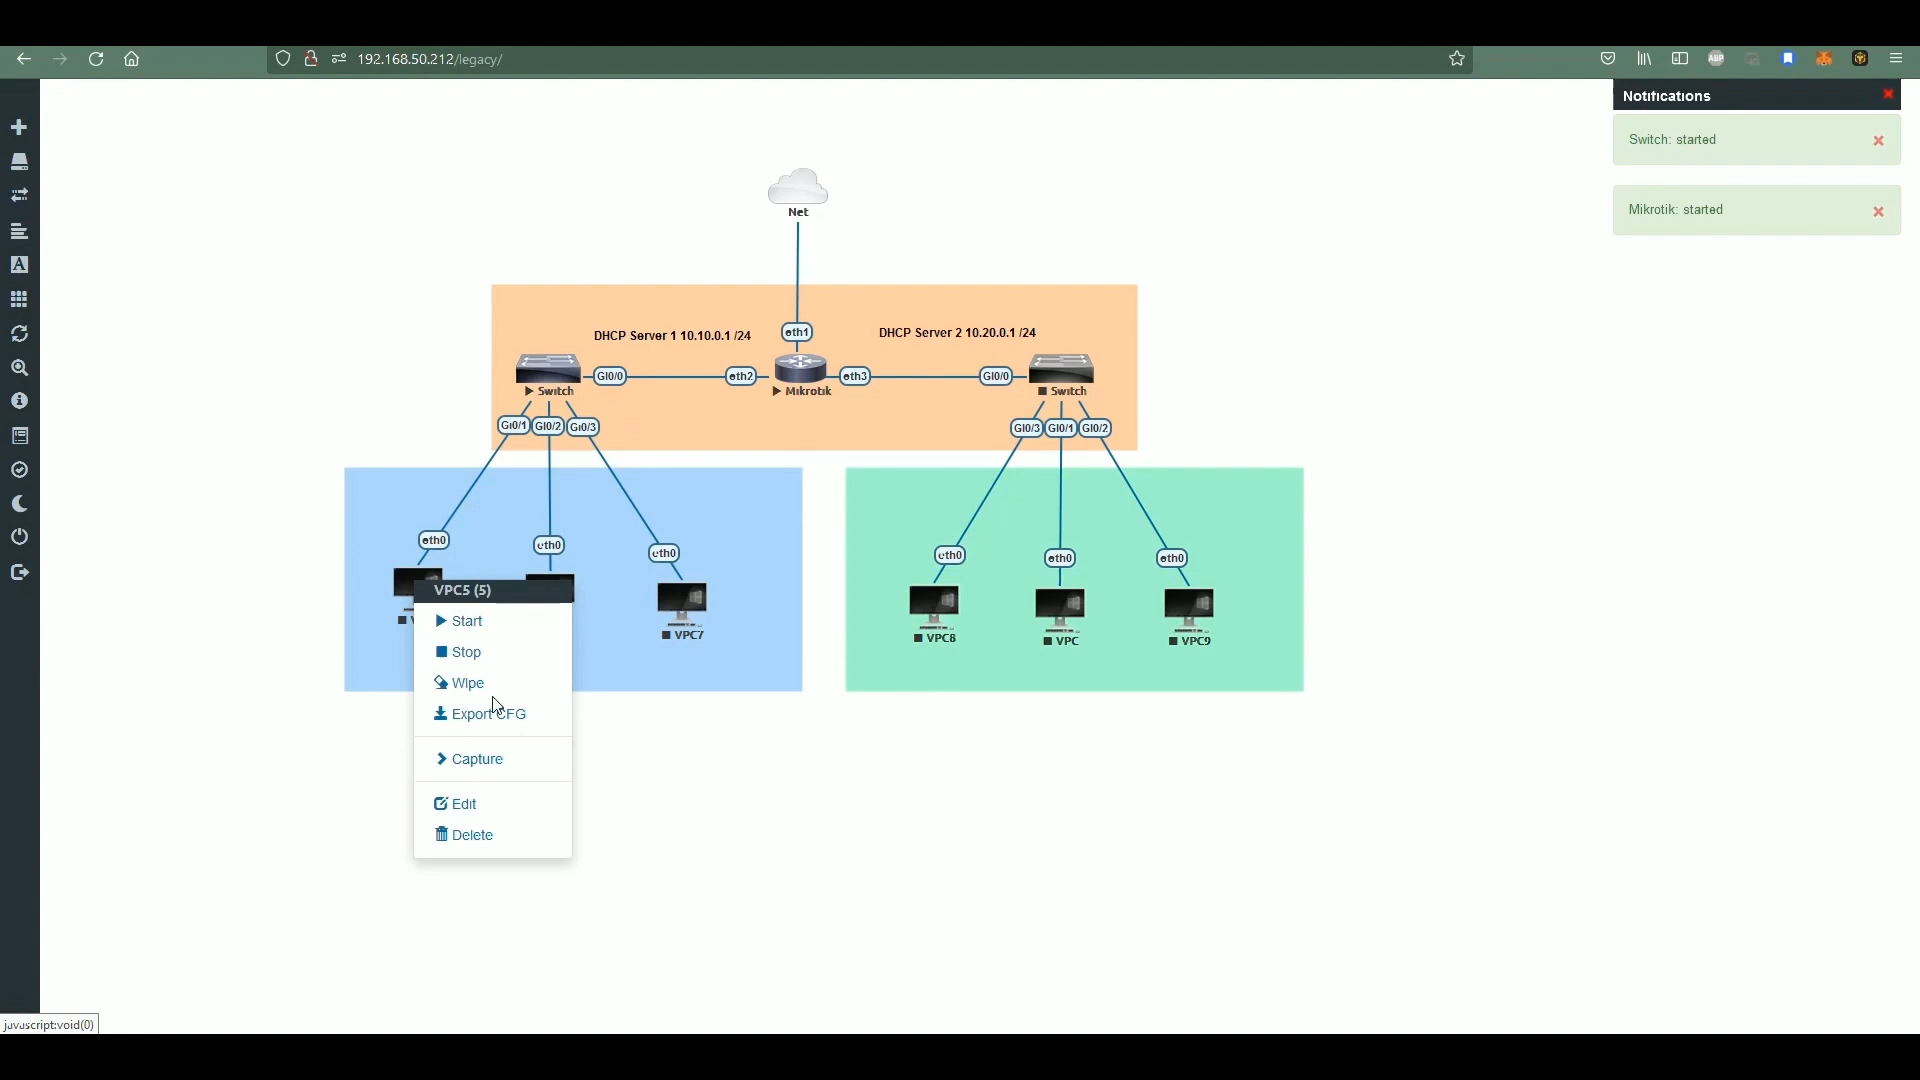 192.168.50.212/legacy/
ABP
Notifications
Switch: started
Mikrotik: started
Net
DHCP Server 1 10.10.0.1 /24
eth1
DHCP Server 2 10.20.0.1 /24
Gi0/0
eth2
eth3
Gi0/0
Switch
Mikrotik
Switch
Gi0/1
Gi0/2
Gi0/3
Gi0/3
Gi0/1
Gi0/2
eth0
eth0
eth0
eth0
eth0
eth0
VPC5 (5)
Start
Stop
Wipe
Export CFG
Capture
Edit
Delete
VPC7
VPC8
VPC
VPC9
javascript:void(0)